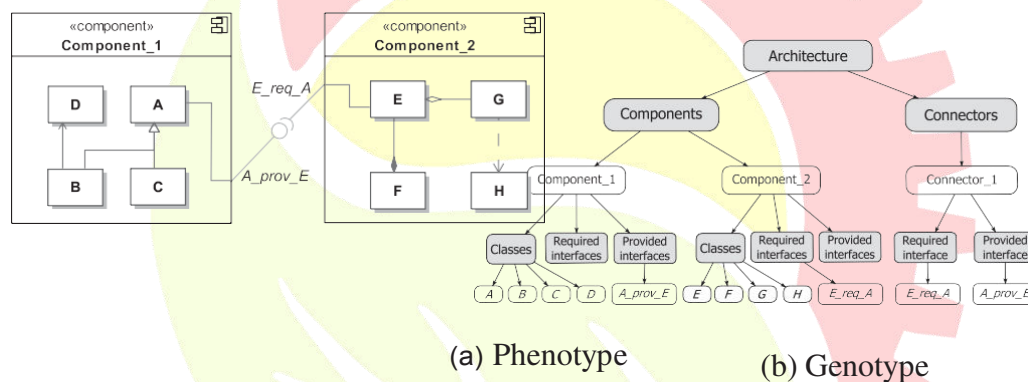 «component»
Component_1
D
A
B
C
E_req_A
A_prov_E
«component»
Component_2
E
G
F
H
Architecture
Components
Connectors
Component_1
Component_2
Connector_1
Classes
Required interfaces
Provided interfaces
Classes
Required interfaces
Provided interfaces
Required interface
Provided interfaces
A
B
C
D
A_prov_E
E
F
G
H
E_req_A
E_req_A
A_prov_E
(a) Phenotype
(b) Genotype